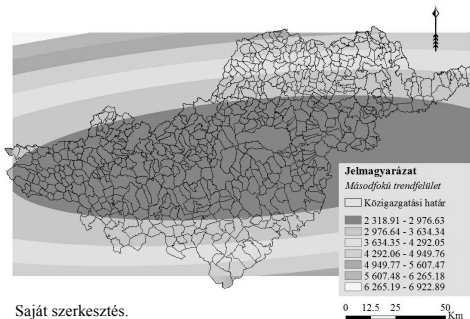 Jelmagyarázat
Másodfokú trendfelület
Közigazgatási határ
2 318.91 - 2 976.63
2 976.64 - 3 634.34
3 634.35 - 4 292.05
4 292.06 - 4 949.76
4 949.77 - 5 607.47
5 607.48 - 6 265.18
6 265.19 - 6 922.89
Saját szerkesztés.
0 12.5 25 50
Km